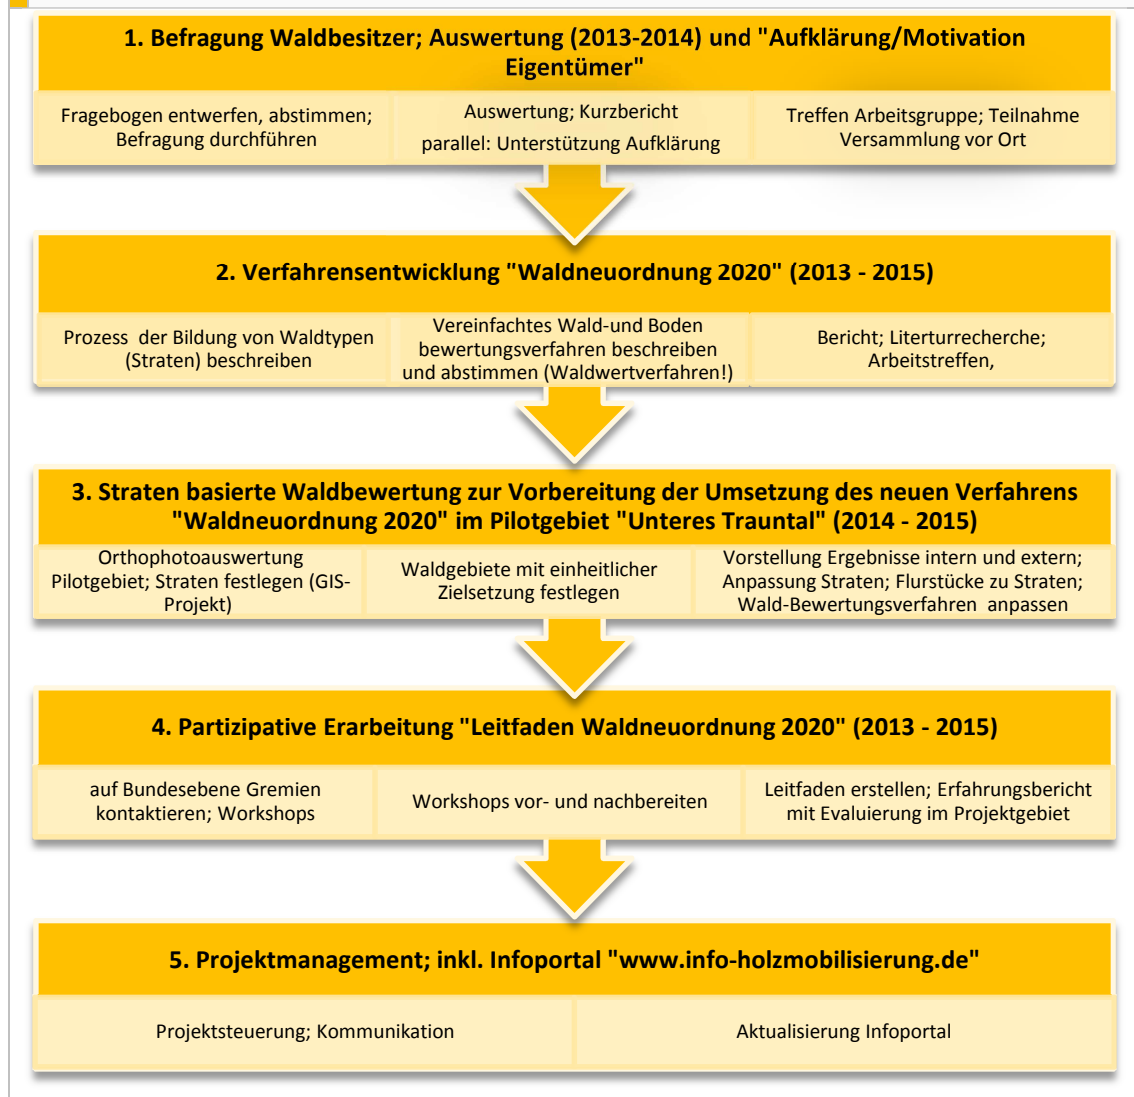 1. Befragung Waldbesitzer; Auswertung (2013-2014) und "Aufklärung/Motivation
Eigentümer"
Fragebogen entwerfen, abstimmen;
Befragung durchführen
Auswertung; Kurzbericht
parallel: Unterstützung Aufklärung
Treffen Arbeitsgruppe; Teilnahme
Versammlung vor Ort
2. Verfahrensentwicklung "Waldneuordnung 2020" (2013 - 2015)
Prozess der Bildung von Waldtypen
(Straten) beschreiben
Vereinfachtes Wald-und Boden
bewertungsverfahren beschreiben
und abstimmen (Waldwertverfahren!)
Bericht; Literturrecherche;
Arbeitstreffen,
3. Straten basierte Waldbewertung zur Vorbereitung der Umsetzung des neuen Verfahrens
"Waldneuordnung 2020" im Pilotgebiet "Unteres Trauntal" (2014 - 2015)
Orthophotoauswertung
Pilotgebiet; Straten festlegen (GIS-
Projekt)
Waldgebiete mit einheitlicher
Zielsetzung festlegen
Vorstellung Ergebnisse intern und extern;
Anpassung Straten; Flurstücke zu Straten;
Wald-Bewertungsverfahren anpassen
4. Partizipative Erarbeitung "Leitfaden Waldneuordnung 2020" (2013 - 2015)
auf Bundesebene Gremien
kontaktieren; Workshops
Workshops vor- und nachbereiten
Leitfaden erstellen; Erfahrungsbericht
mit Evaluierung im Projektgebiet
5. Projektmanagement; inkl. Infoportal "www.info-holzmobilisierung.de"
Projektsteuerung; Kommunikation
Aktualisierung Infoportal